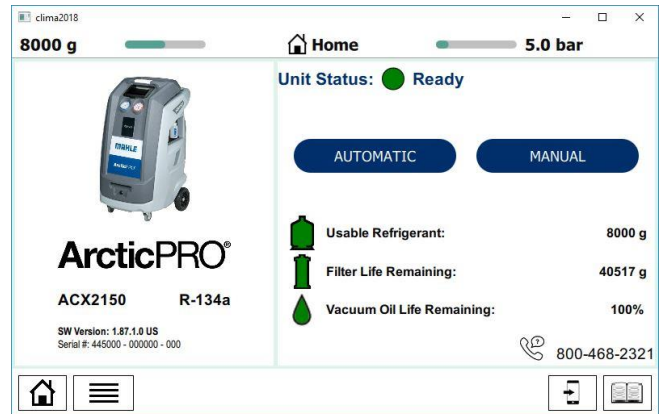 clima2018
8000 g
Home
5.0 bar
Unit Status: Ready
AUTOMATIC
MANUAL
MAHLE
ArcticPRO
ArcticPRO®
ACX2150 R-134a
SW Version: 1.87.1.0 US
Serial #: 445000 - 000000 - 000
Usable Refrigerant: 8000 g
Filter Life Remaining: 40517 g
Vacuum Oil Life Remaining: 100%
800-468-2321